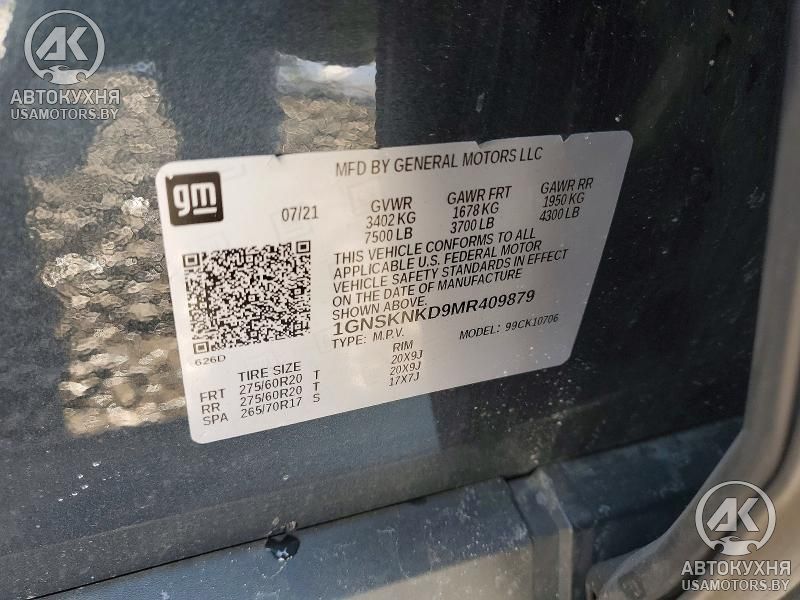 AK
АВТОКУХНЯ
USAMOTORS.BY
MFD BY GENERAL MOTORS LLC
gm
07/21
GVWR
3402 KG
7500 LB
GAWR FRT
1678 KG
3700 LB
GAWR RR
1950 KG
4300 LB
THIS VEHICLE CONFORMS TO ALL
APPLICABLE U.S. FEDERAL MOTOR
VEHICLE SAFETY STANDARDS IN EFFECT
ON THE DATE OF MANUFACTURE
SHOWN ABOVE.
1GNSKNKD9MR409879
TYPE: M.P.V. MODEL: 99CK10706
626D
TIRE SIZE RIM
FRT 275/60R20 T 20X9J
RR 275/60R20 T 20X9J
SPA 265/70R17 S 17X7J
AK
АВТОКУХНЯ
USAMOTORS.BY